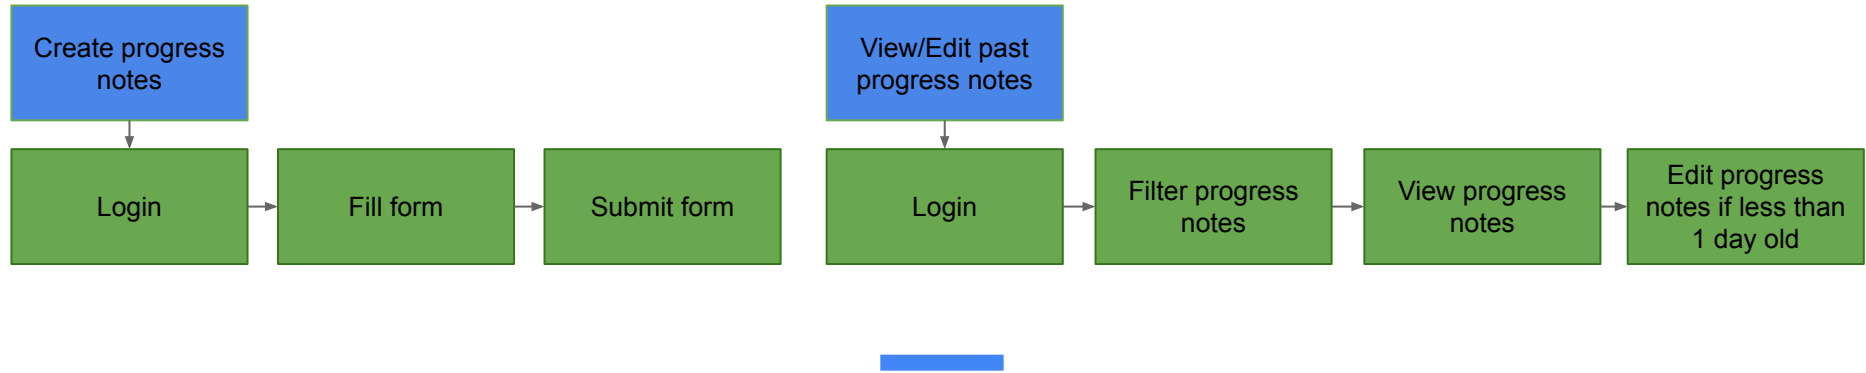 Create progress
notes
Login
Fill form
Submit form
View/Edit past
progress notes
Login
Filter progress
notes
View progress
notes
Edit progress
notes if less than
1 day old